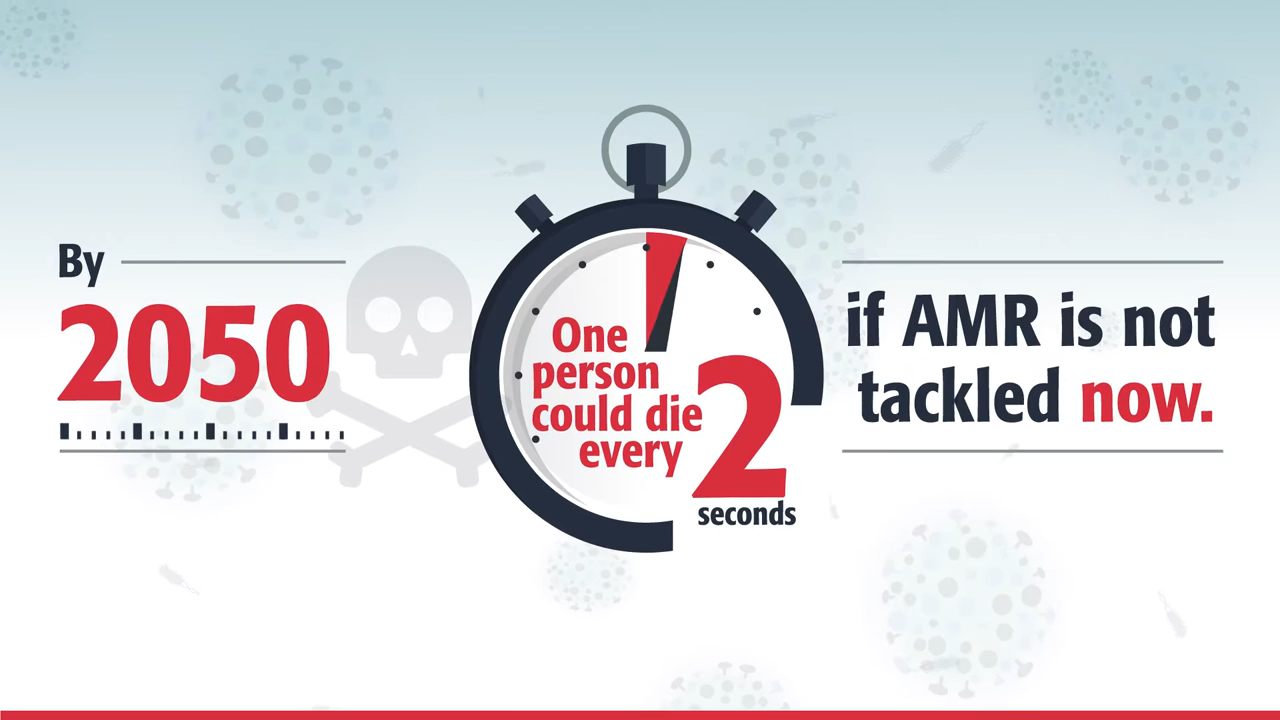 By
2050
One
person
could die
every
2
seconds
if AMR is not
tackled now.